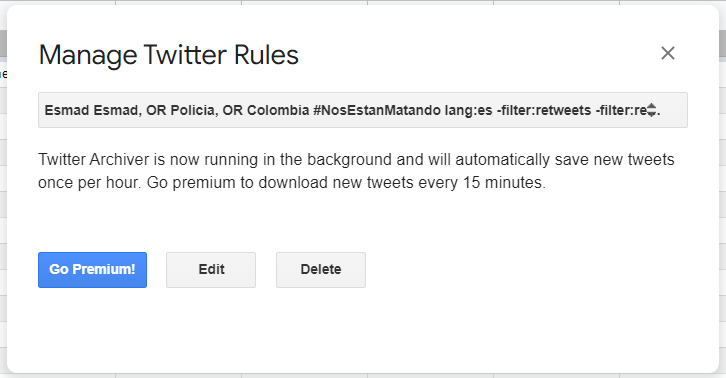 Manage Twitter Rules
Esmad Esmad, OR Policia, OR Colombia #NosEstanMatando lang:es -filter:retweets -filter:re
Twitter Archiver is now running in the background and will automatically save new tweets
once per hour. Go premium to download new tweets every 15 minutes.
Go Premium!
Edit
Delete